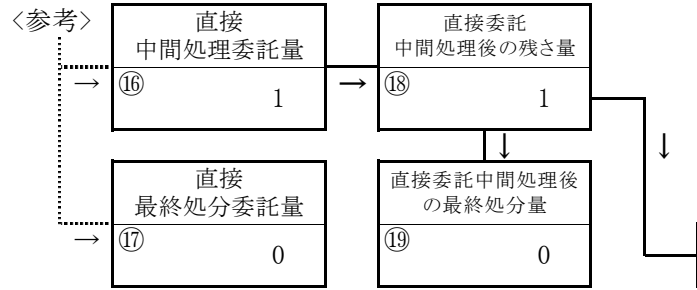 〈参考〉
直接
中間処理委託量
→ ⑯ 1
→
直接委託
中間処理後の残さ量
⑱ 1
↓ ↓
直接
最終処分委託量
→ ⑰ 0
直接委託中間処理後
の最終処分量
⑲ 0